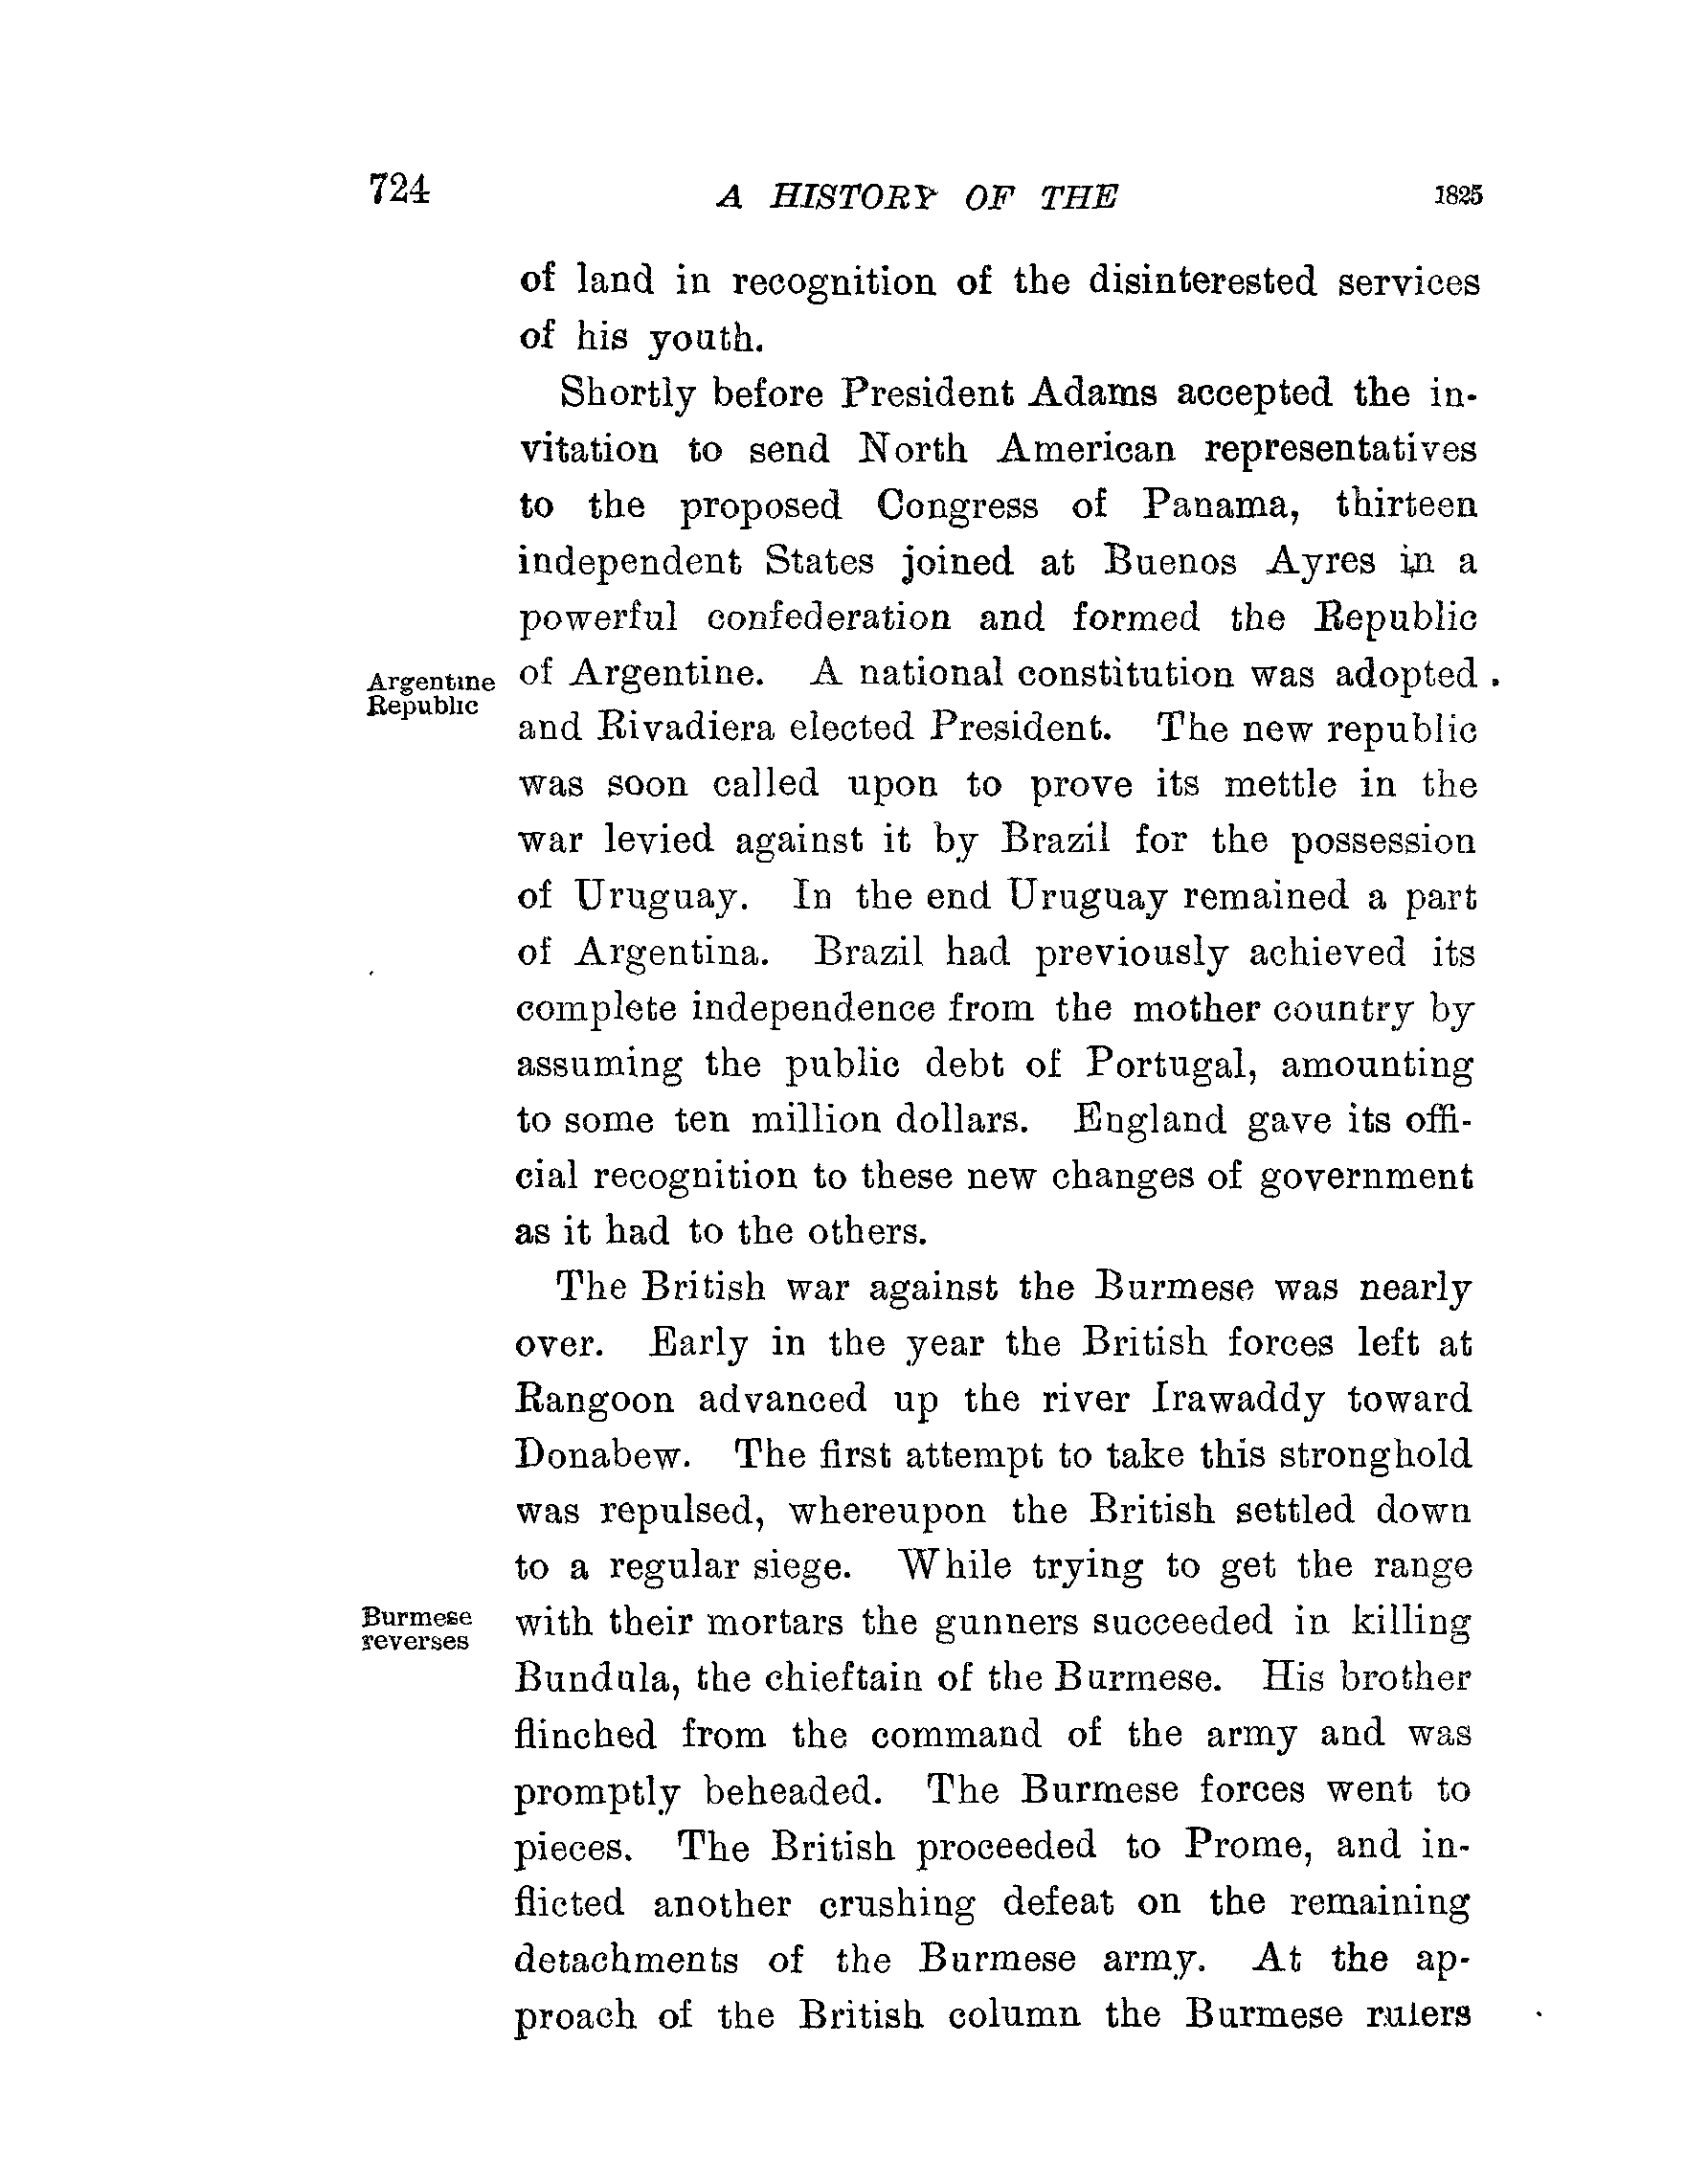 724 A HISTORY OF THE 1825
of land in recognition of the disinterested services
of his youth.
Shortly before President Adams accepted the in-
vitation to send North American representatives
to the proposed Congress of Panama, thirteen
independent States joined at Buenos Ayres in a
powerful confederation and formed the Republic
Argentine
Republic
of Argentine. A national constitution was adopted
and Rivadiera elected President. The new republic
was soon called upon to prove its mettle in the
war levied against it by Brazil for the possession
of Uruguay. In the end Uruguay remained a part
of Argentina. Brazil had previously achieved its
complete independence from the mother country by
assuming the public debt of Portugal, amounting
to some ten million dollars. England gave its offi-
cial recognition to these new changes of government
as it had to the others.
The British war against the Burmese was nearly
over. Early in the year the British forces left at
Rangoon advanced up the river Irawaddy toward
Donabew. The first attempt to take this stronghold
was repulsed, whereupon the British settled down
to a regular siege. While trying to get the range
Burmese
reverses
with their mortars the gunners succeeded in killing
Bundula, the chieftain of the Burmese. His brother
flinched from the command of the army and was
promptly beheaded. The Burmese forces went to
pieces. The British proceeded to Prome, and in-
flicted another crushing defeat on the remaining
detachments of the Burmese army. At the ap-
proach of the British column the Burmese rulers